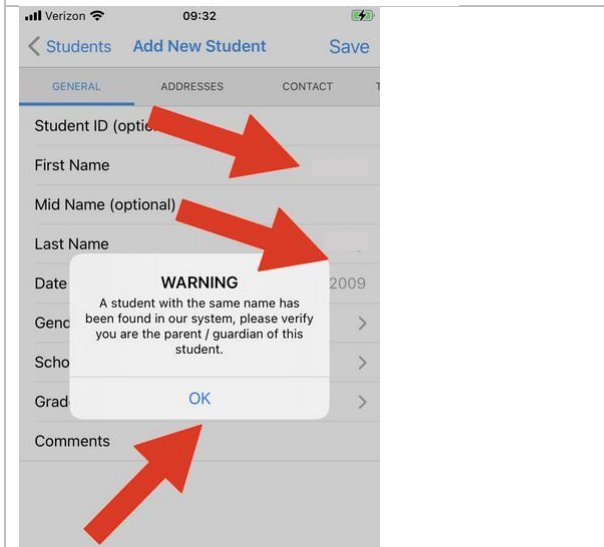 Verizon 09:32
Students Add New Student Save
GENERAL ADDRESSES CONTACT
Student ID
First Name
Mid Name (optional)
Last Name
Date 2009
WARNING
A student with the same name has
been found in our system, please verify
you are the parent / guardian of this
student.
OK
Gend
Scho
Grad
Comments